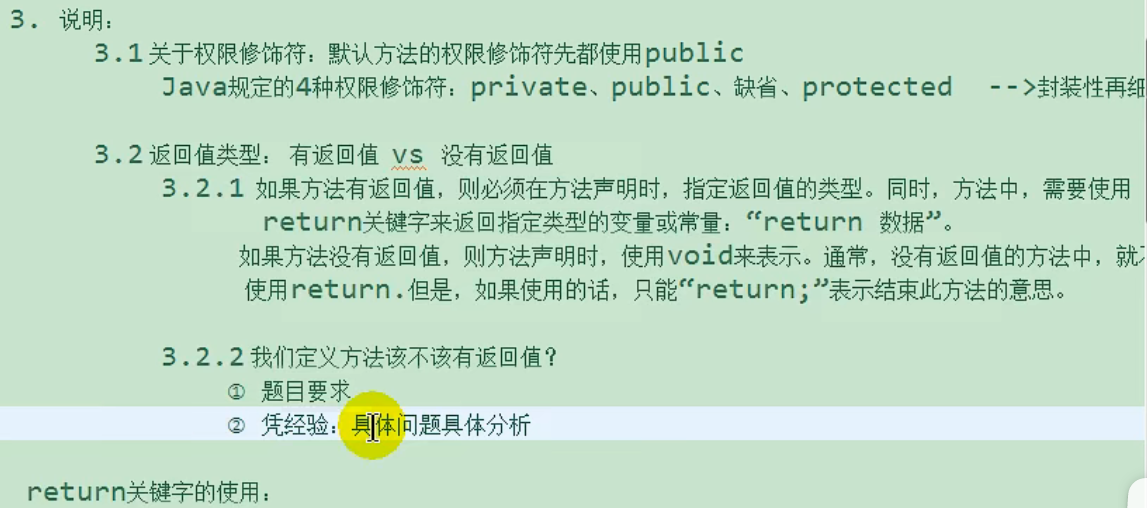 3. 说明：
3.1 关于权限修饰符：默认方法的权限修饰符先都使用public
Java规定的4种权限修饰符：private、public、缺省、protected -->封装性再细
3.2 返回值类型： 有返回值 vs 没有返回值
3.2.1 如果方法有返回值，则必须在方法声明时，指定返回值的类型。同时，方法中，需要使用
return关键字来返回指定类型的变量或常量：“return 数据”。
如果方法没有返回值，则方法声明时，使用void来表示。通常，没有返回值的方法中，就
使用return.但是，如果使用的话，只能“return;”表示结束此方法的意思。
3.2.2 我们定义方法该不该有返回值？
① 题目要求
② 凭经验：具体问题具体分析
return关键字的使用：